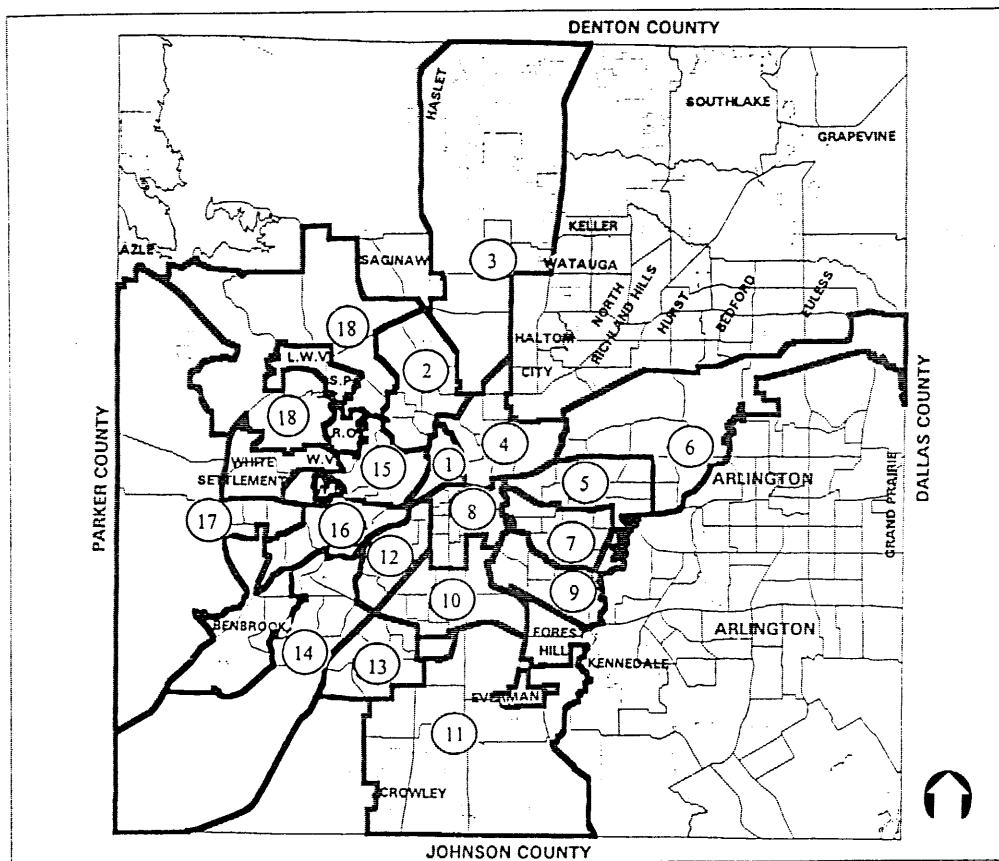 DENTON COUNTY
HASLET
SOUTHLAKE
GRAPEVINE
KELLER
AZLE
SAGINAW
3
WATAUGA
NORTH
RICHLAND HILLS
HURST
BEDFORD
EULESS
18
HALTOM
CITY
L.W.V.
2
S.P.
18
R.O.
4
6
DALLAS COUNTY
PARKER COUNTY
WHITE
SETTLEMENT
W.V.
15
1
5
ARLINGTON
GRAND PRAIRIE
17
16
8
7
12
9
10
BENBROOK
FOREST
HILL
ARLINGTON
14
13
KENNEDALE
EVERMAN
11
CROWLEY
JOHNSON COUNTY